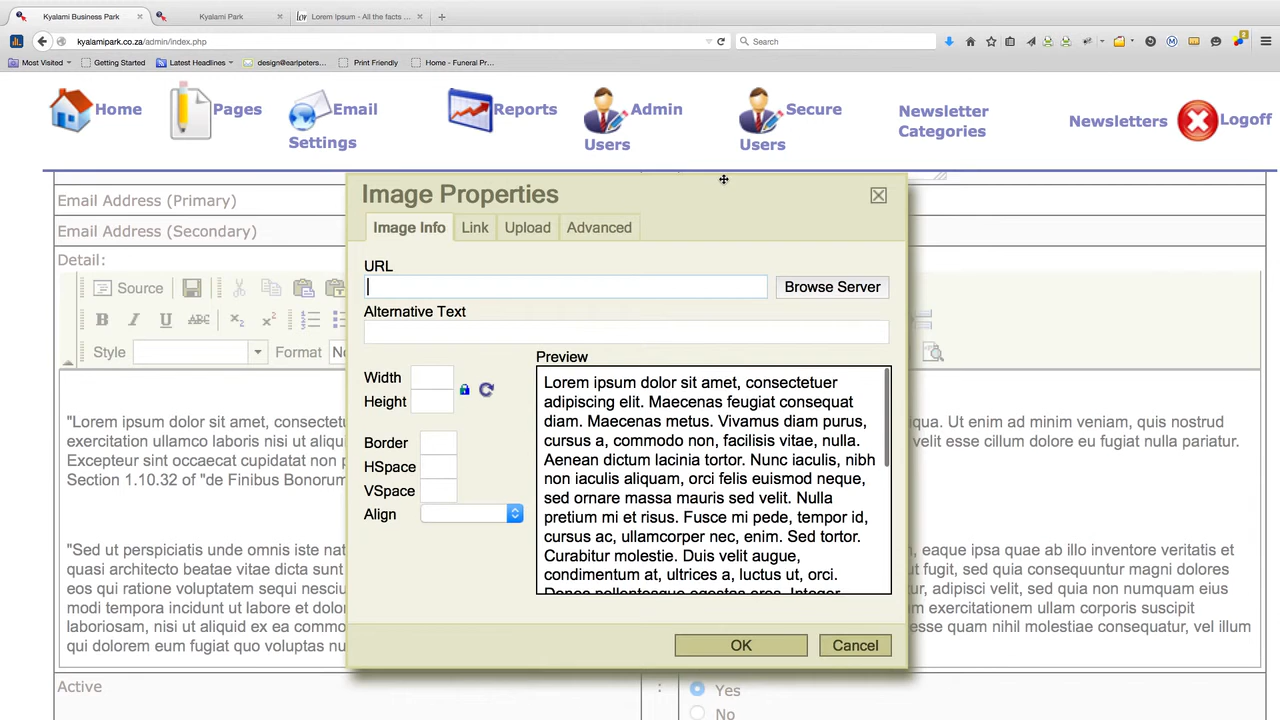 Kyalami Business Park
Kyalami Park
Lorem Ipsum - All the facts ...
kyalamipark.co.za/admin/index.php
Search
Most Visited
Getting Started
Latest Headlines
design@earlpeters...
Print Friendly
Home - Funeral Pr...
Home
Pages
Email Settings
Reports
Admin Users
Secure Users
Newsletter Categories
Newsletters
Logoff
Email Address (Primary)
Email Address (Secondary)
Detail:
Source
B I U ABC
Style
Format
Image Properties
Image Info
Link
Upload
Advanced
URL
Browse Server
Alternative Text
Width
Height
Border
HSpace
VSpace
Align
Preview
Lorem ipsum dolor sit amet, consectetuer
adipiscing elit. Maecenas feugiat consequat
diam. Maecenas metus. Vivamus diam purus,
cursus a, commodo non, facilisis vitae, nulla.
Aenean dictum lacinia tortor. Nunc iaculis, nibh
non iaculis aliquam, orci felis euismod neque,
sed ornare massa mauris sed velit. Nulla
pretium mi et risus. Fusce mi pede, tempor id,
cursus ac, ullamcorper nec, enim. Sed tortor.
Curabitur molestie. Duis velit augue,
condimentum at, ultrices a, luctus ut, orci.
OK
Cancel
"Lorem ipsum dolor sit amet,
Ut enim ad minim veniam, quis nostrud
exercitation ullamco laboris nisi ut
velit esse cillum dolore eu fugiat nulla pariatur.
Excepteur sint occaecat cupidatat non
Section 1.10.32 of "de Finibus
"Sed ut perspiciatis unde omnis iste
eaque ipsa quae ab illo inventore veritatis et
quasi architecto beatae vitae dicta
fugit, sed quia consequuntur magni dolores
eos qui ratione voluptatem sequi
dolorem ipsum quia dolor sit amet, consectetur, adipisci velit, sed quia non numquam eius
modi tempora incidunt ut labore et
exercitationem ullam corporis suscipit
laboriosam, nisi ut aliquid ex ea
esse quam nihil molestiae consequatur, vel illum qui dolorem eum fugiat quo voluptas
Active
:
Yes
No